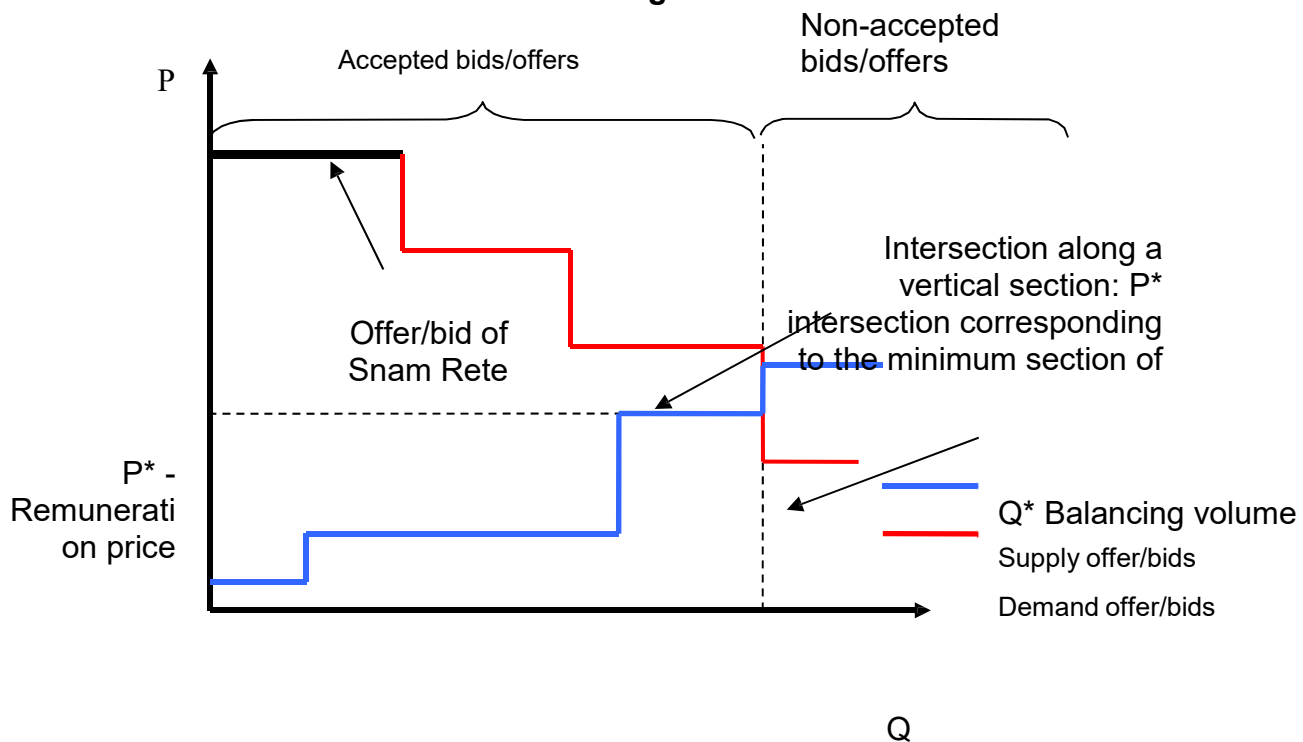 g
Non-accepted
bids/offers
Accepted bids/offers
P
Intersection along a
vertical section: P*
intersection corresponding
to the minimum section of
Offer/bid of
Snam Rete
P* -
Remunerati
on price
Q* Balancing volume
Supply offer/bids
Demand offer/bids
Q